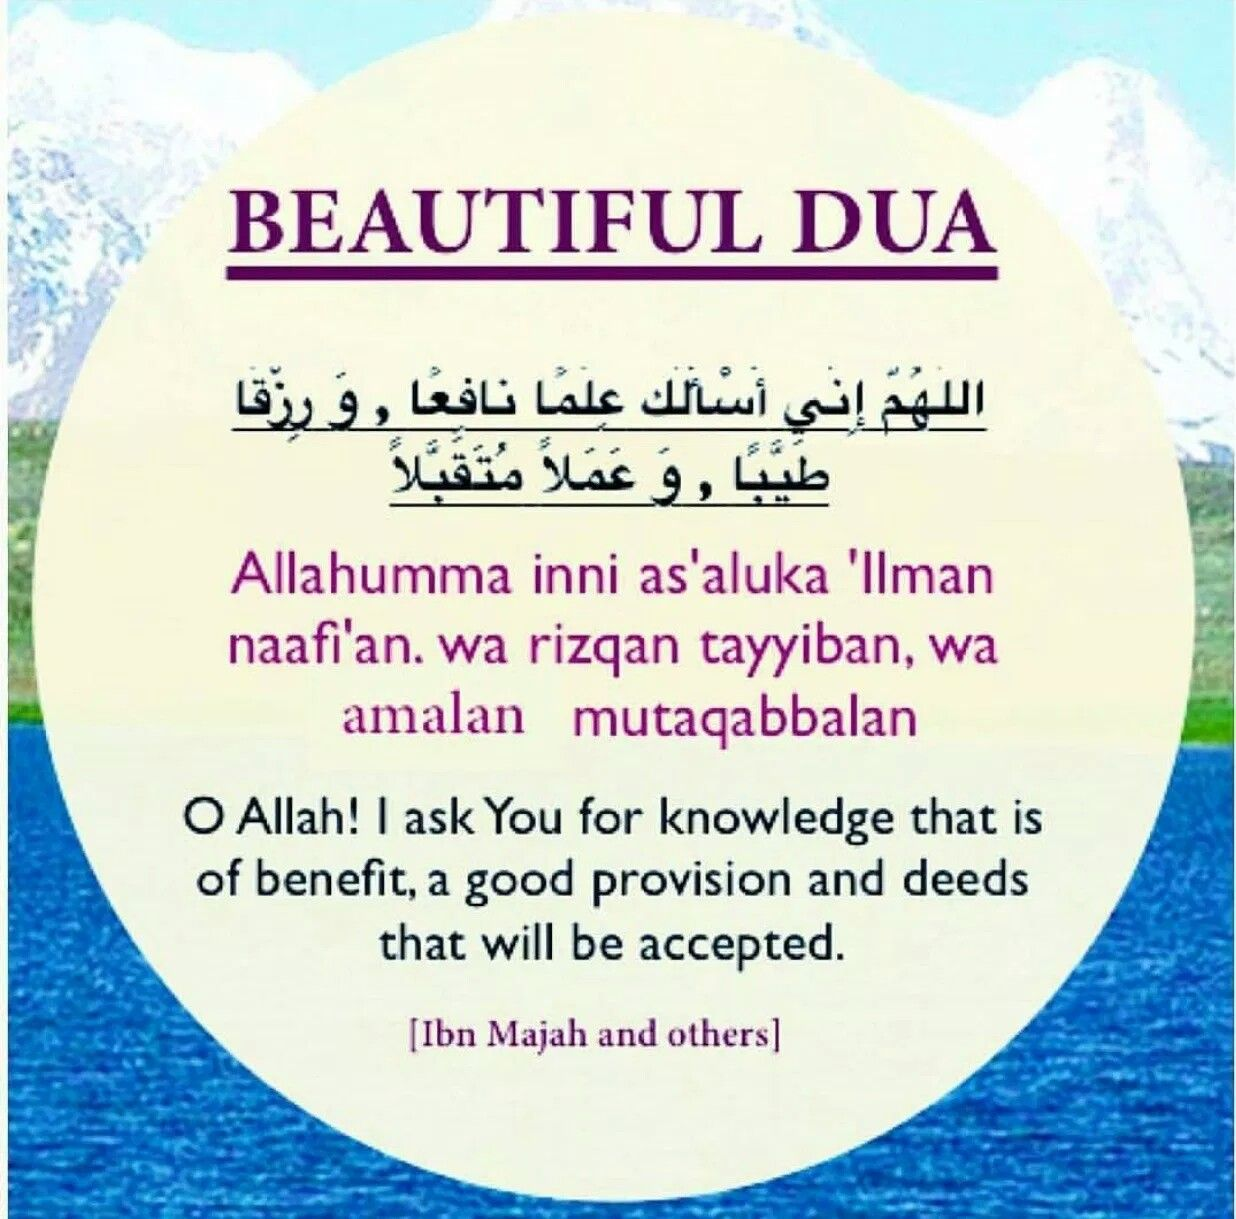 BEAUTIFUL DUA
اللَهُمّ إِنَي أَسْأَلَك عِلَمًا نافِعًا , وَ رِزْقًا
طَيَّبًا , وَ عَمَلاً مُتَقَبَّلاً
Allahumma inni as'aluka 'Ilman
naafi'an. wa rizqan tayyiban, wa
amalan mutaqabbalan
O Allah! I ask You for knowledge that is
of benefit, a good provision and deeds
that will be accepted.
[Ibn Majah and others]